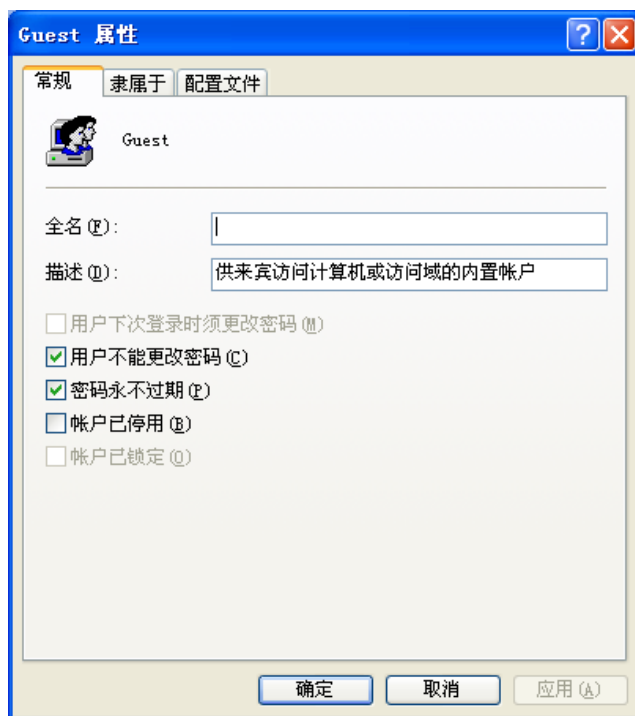 Guest 属性
常规 隶属于 配置文件
Guest
全名(F):
描述(D): 供来宾访问计算机或访问域的内置帐户
用户下次登录时须更改密码(M)
用户不能更改密码(C)
密码永不过期(P)
帐户已停用(B)
帐户已锁定(O)
确定 取消 应用(A)